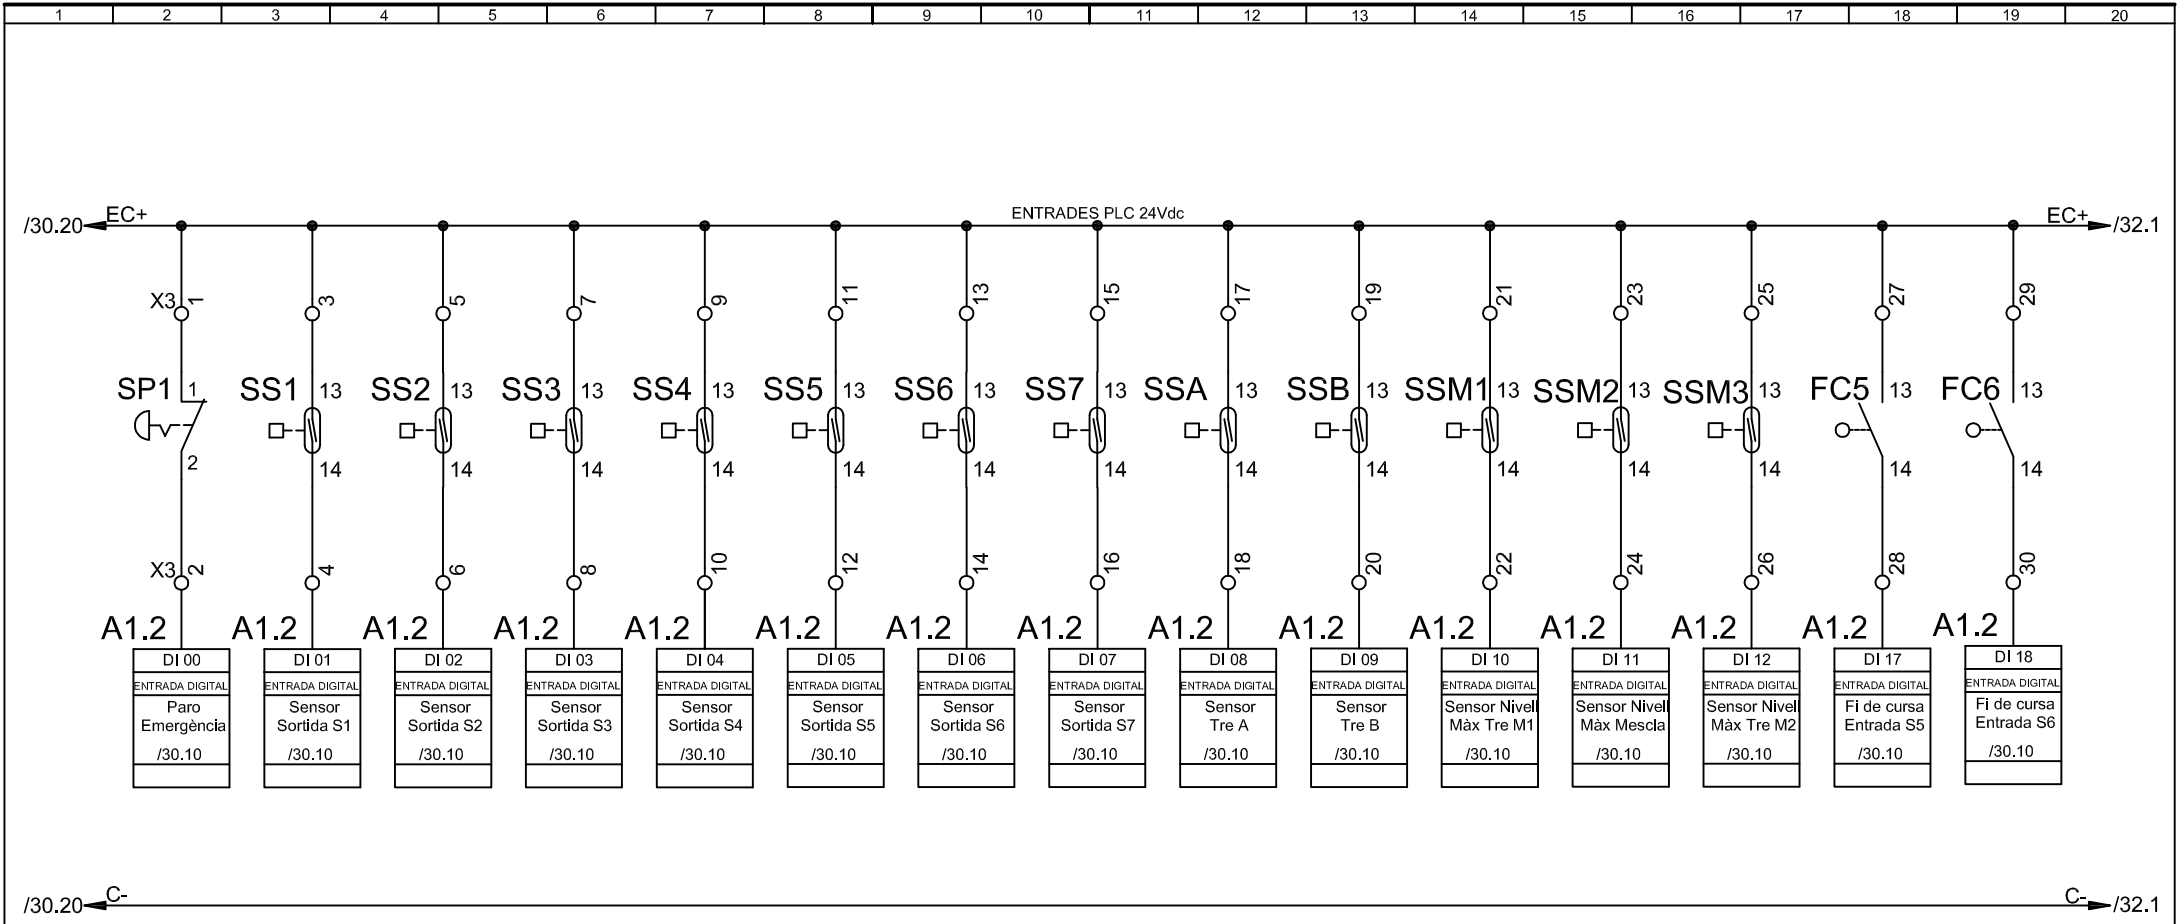 1 2 3 4 5 6 7 8 9 10 11 12 13 14 15 16 17 18 19 20
/30.20 EC+ ENTRADES PLC 24Vdc EC+ /32.1
X3 1 3 5 7 9 11 13 15 17 19 21 23 25 27 29
SP1 1 SS1 13 SS2 13 SS3 13 SS4 13 SS5 13 SS6 13 SS7 13 SSA 13 SSB 13 SSM1 13 SSM2 13 SSM3 13 FC5 13 FC6 13
2 14 14 14 14 14 14 14 14 14 14 14 14 14 14
X3 2 4 6 8 10 12 14 16 18 20 22 24 26 28 30
A1.2 A1.2 A1.2 A1.2 A1.2 A1.2 A1.2 A1.2 A1.2 A1.2 A1.2 A1.2 A1.2 A1.2 A1.2
DI 00 DI 01 DI 02 DI 03 DI 04 DI 05 DI 06 DI 07 DI 08 DI 09 DI 10 DI 11 DI 12 DI 17 DI 18
ENTRADA DIGITAL ENTRADA DIGITAL ENTRADA DIGITAL ENTRADA DIGITAL ENTRADA DIGITAL ENTRADA DIGITAL ENTRADA DIGITAL ENTRADA DIGITAL ENTRADA DIGITAL ENTRADA DIGITAL ENTRADA DIGITAL ENTRADA DIGITAL ENTRADA DIGITAL ENTRADA DIGITAL ENTRADA DIGITAL
Paro Sensor Sensor Sensor Sensor Sensor Sensor Sensor Sensor Sensor Sensor Nivell Sensor Nivell Sensor Nivell Fi de cursa Fi de cursa
Emergència Sortida S1 Sortida S2 Sortida S3 Sortida S4 Sortida S5 Sortida S6 Sortida S7 Tre A Tre B Màx Tre M1 Màx Mescla Màx Tre M2 Entrada S5 Entrada S6
/30.10 /30.10 /30.10 /30.10 /30.10 /30.10 /30.10 /30.10 /30.10 /30.10 /30.10 /30.10 /30.10 /30.10 /30.10
/30.20 C- C- /32.1